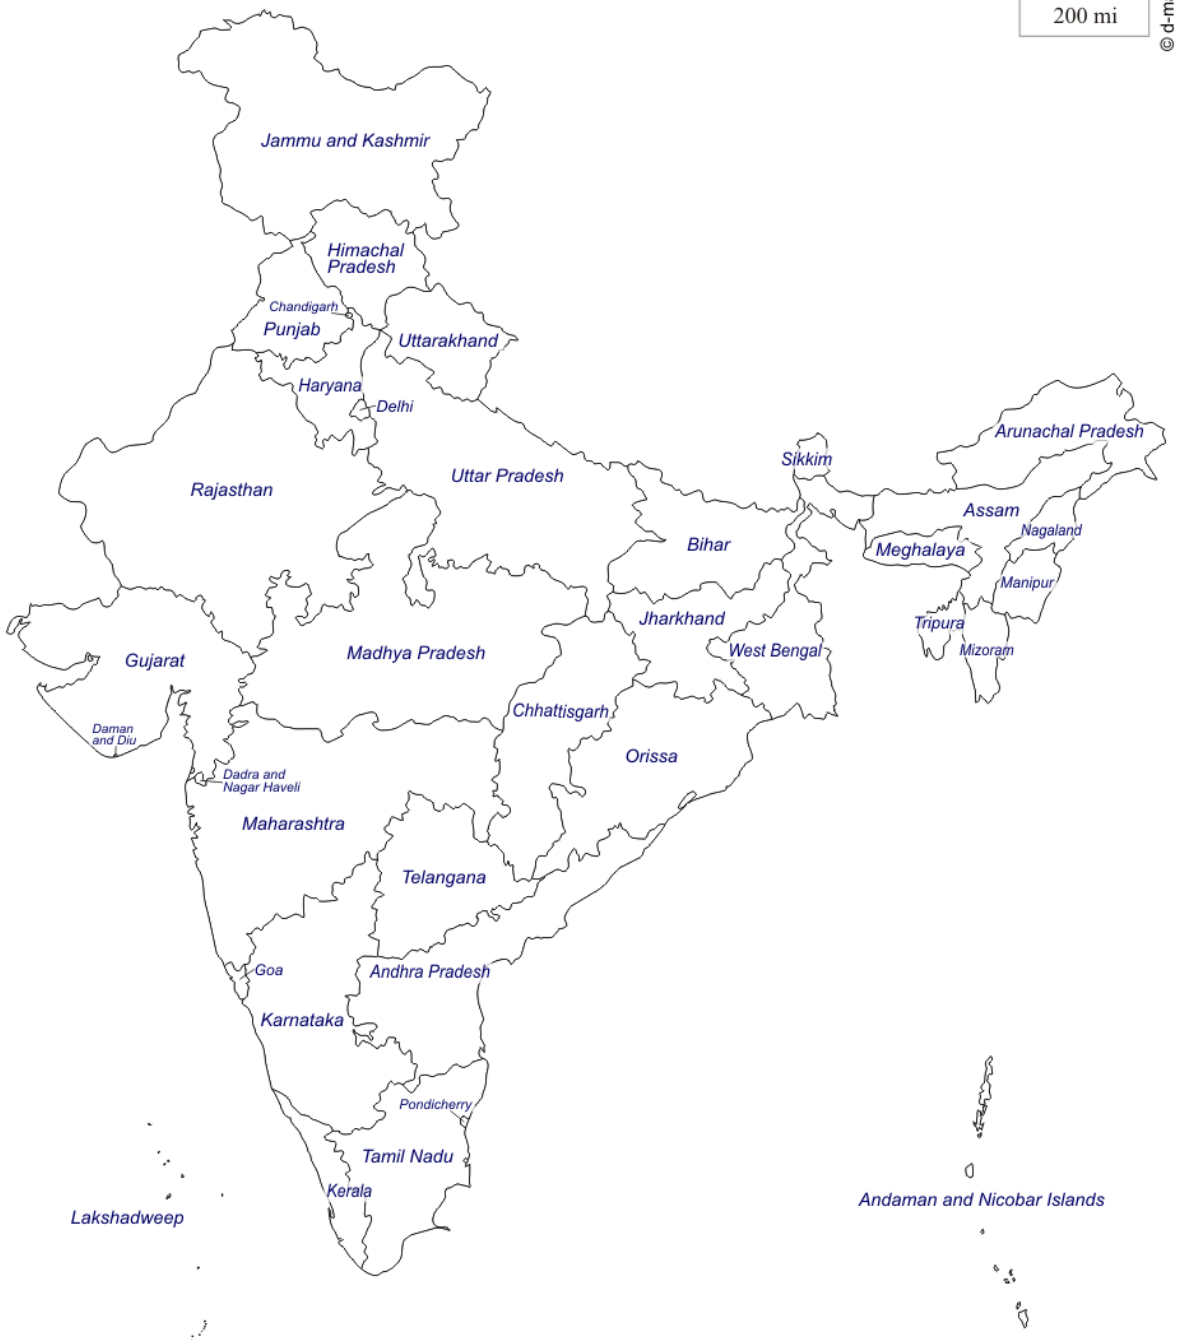 200 mi
© d-ma
Jammu and Kashmir
Himachal
Pradesh
Chandigarh
Punjab
Uttarakhand
Haryana
Delhi
Arunachal Pradesh
Sikkim
Uttar Pradesh
Rajasthan
Assam
Nagaland
Bihar
Meghalaya
Manipur
Jharkhand
Tripura
West Bengal
Mizoram
Madhya Pradesh
Gujarat
Chhattisgarh
Daman
and Diu
Orissa
Dadra and
Nagar Haveli
Maharashtra
Telangana
Goa
Andhra Pradesh
Karnataka
Pondicherry
Tamil Nadu
Kerala
Andaman and Nicobar Islands
Lakshadweep